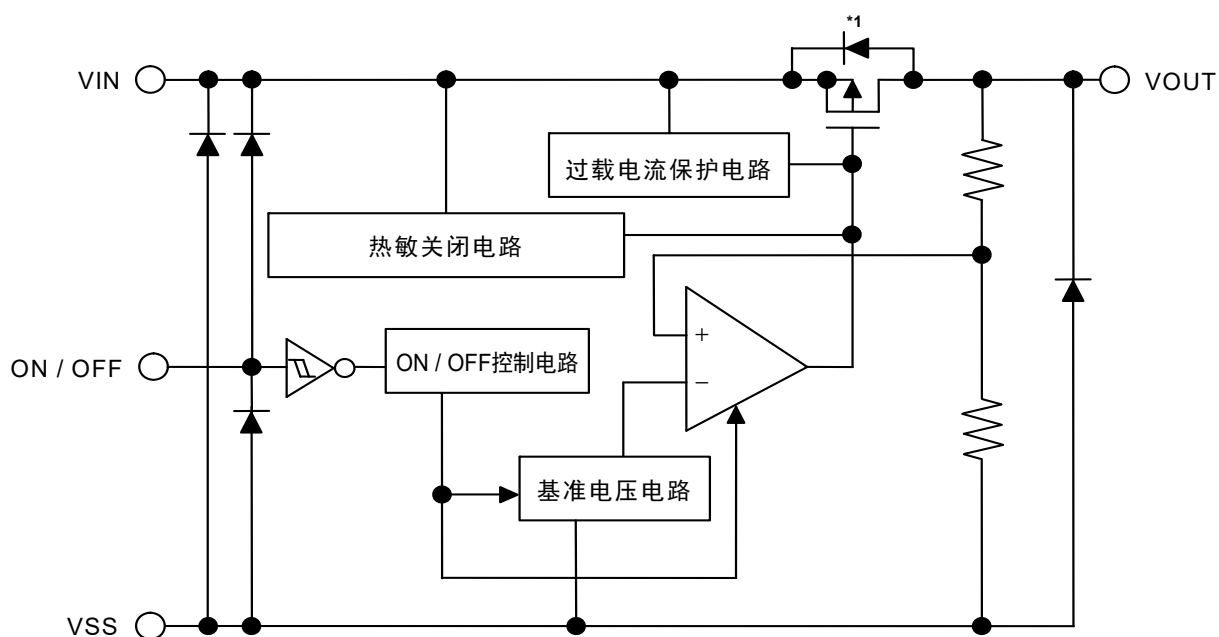 *1
VIN
VOUT
过载电流保护电路
热敏关闭电路
+
ON / OFF
ON / OFF控制电路
−
基准电压电路
VSS